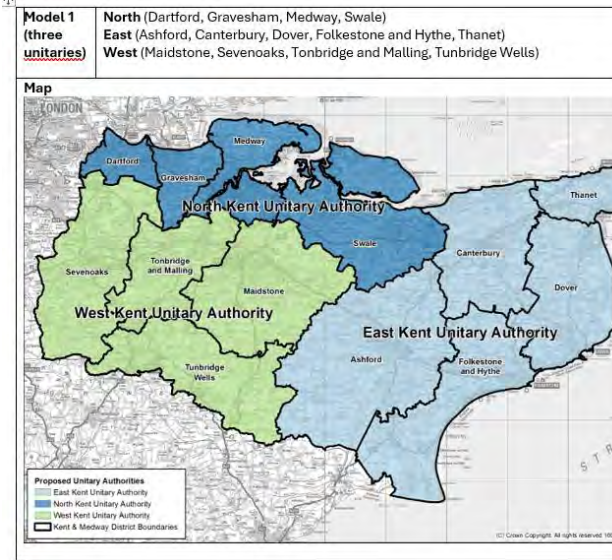 Model 1
(three
unitaries)
North (Dartford, Gravesham, Medway, Swale)
East (Ashford, Canterbury, Dover, Folkestone and Hythe, Thanet)
West (Maidstone, Sevenoaks, Tonbridge and Malling, Tunbridge Wells)
Map
LONDON
Medway
Dartford
Gravesham
Thanet
North Kent Unitary Authority
Swale
Canterbury
Tonbridge
and Malling
Sevenoaks
Maidstone
Dover
West Kent Unitary Authority
East Kent Unitary Authority
Ashford
Folkestone
and Hythe
Tunbridge
Wells
S T R
Proposed Unitary Authorities
East Kent Unitary Authority
North Kent Unitary Authority
West Kent Unitary Authority
Kent & Medway District Boundaries
(C) Crown Copyright. All rights reserved